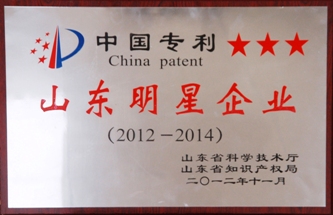 中国专利 ★★★
China patent
山东明星企业
(2012-2014)
山东省科学技术厅
山东省知识产权局
二〇一二年十一月